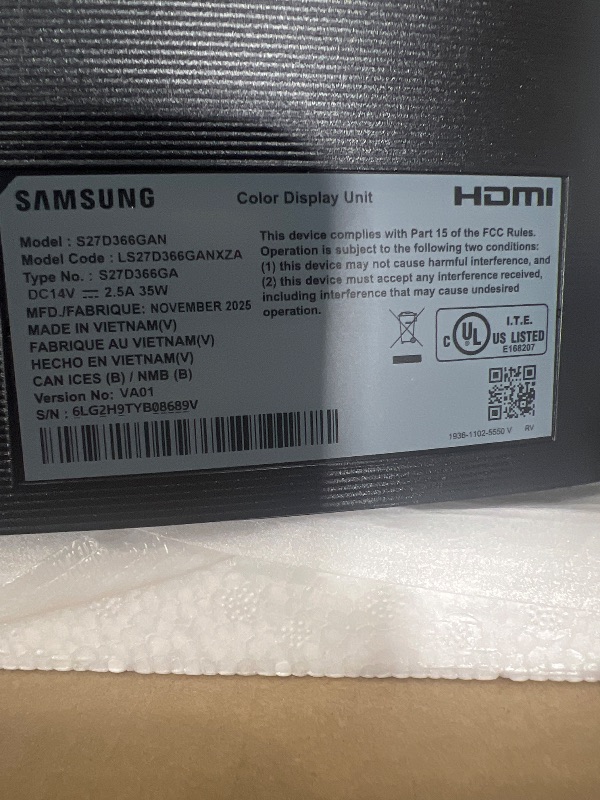 SAMSUNG
Color Display Unit
HDMI
Model : S27D366GAN
Model Code : LS27D366GANXZA
Type No. : S27D366GA
DC14V ⎓ 2.5A 35W
MFD./FABRIQUE: NOVEMBER 2025
MADE IN VIETNAM(V)
FABRIQUE AU VIETNAM(V)
HECHO EN VIETNAM(V)
CAN ICES (B) / NMB (B)
Version No: VA01
S/N : 6LG2H9TYB08689V
This device complies with Part 15 of the FCC Rules.
Operation is subject to the following two conditions:
(1) this device may not cause harmful interference, and
(2) this device must accept any interference received,
including interference that may cause undesired
operation.
I.T.E.
C UL US LISTED
E168207
1936-1102-5550 V RV